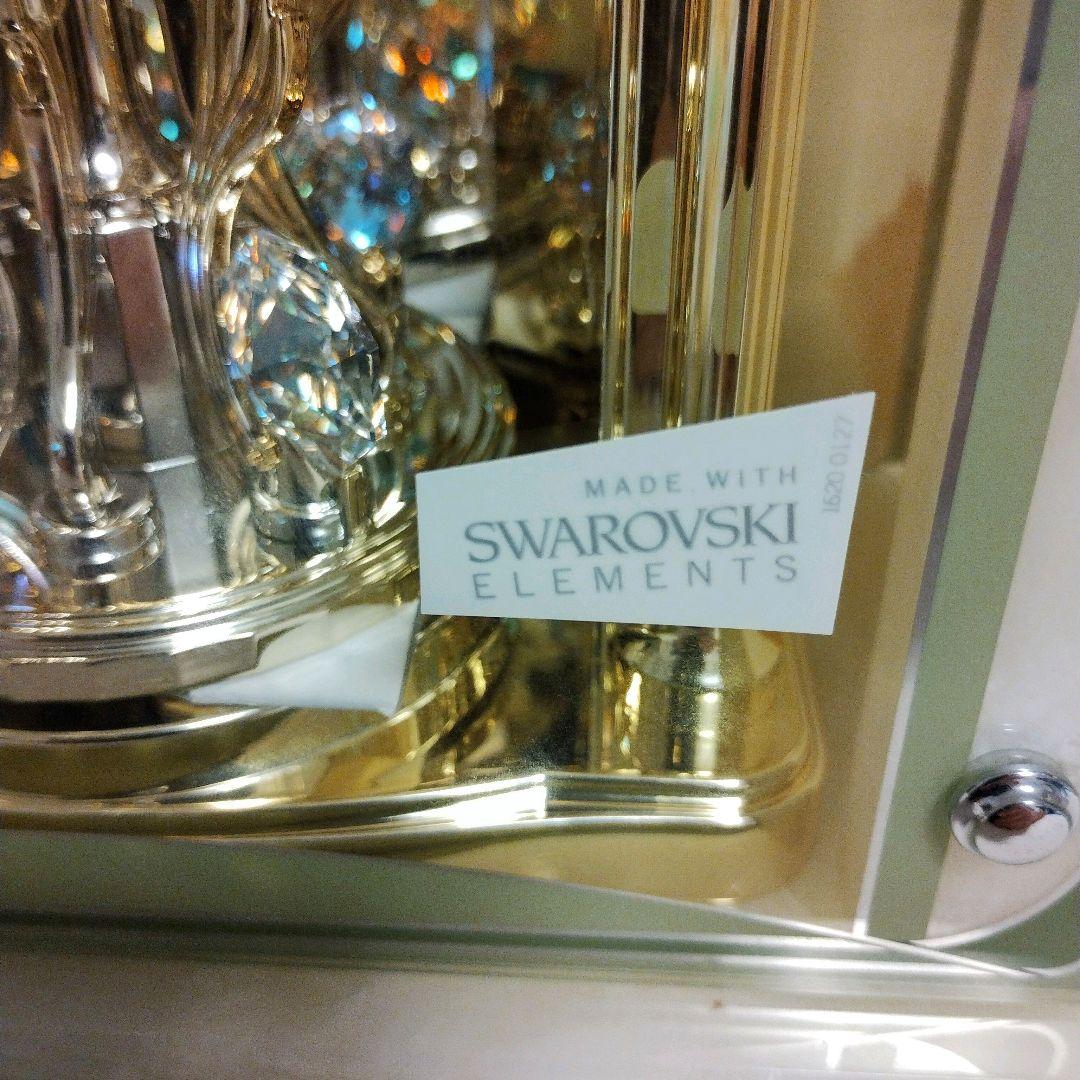 MADE WITH
SWAROVSKI
ELEMENTS
1620 0127